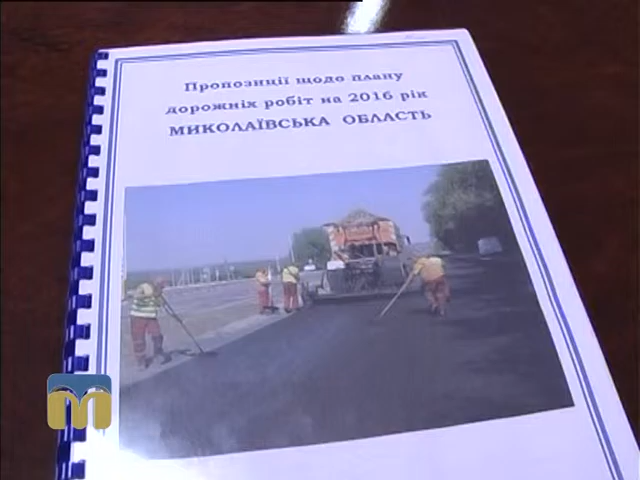 Пропозиції щодо плану
дорожніх робіт на 2016 рік
МИКОЛАЇВСЬКА ОБЛАСТЬ